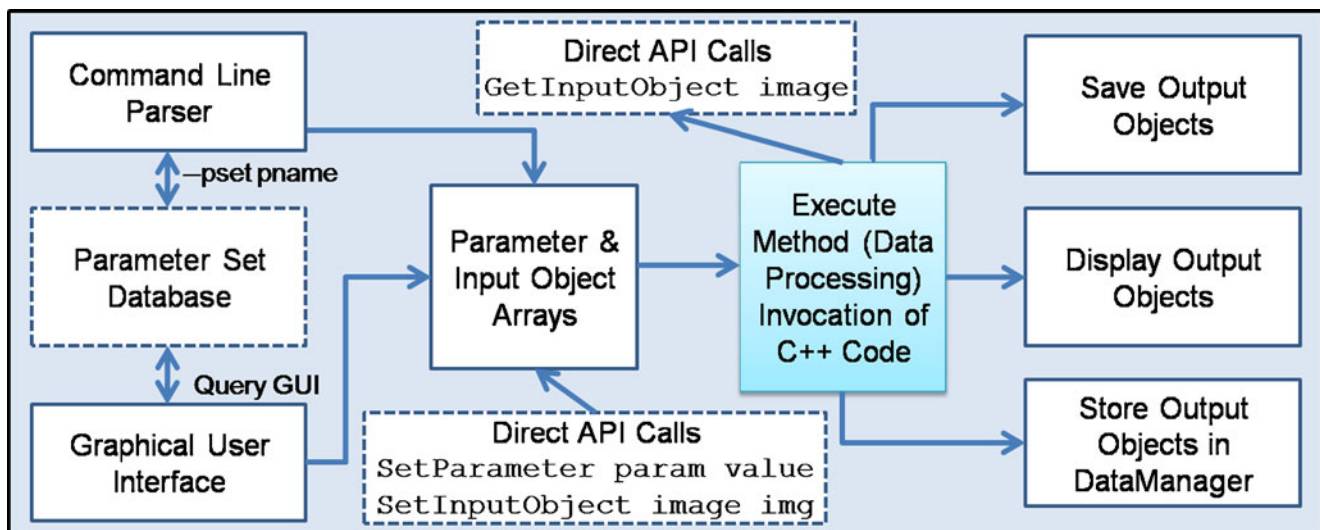 Command Line
Parser
–pset pname
Parameter Set
Database
Query GUI
Graphical User
Interface
Direct API Calls
GetInputObject image
Parameter &
Input Object
Arrays
Direct API Calls
SetParameter param value
SetInputObject image img
Execute
Method (Data
Processing)
Invocation of
C++ Code
Save Output
Objects
Display Output
Objects
Store Output
Objects in
DataManager